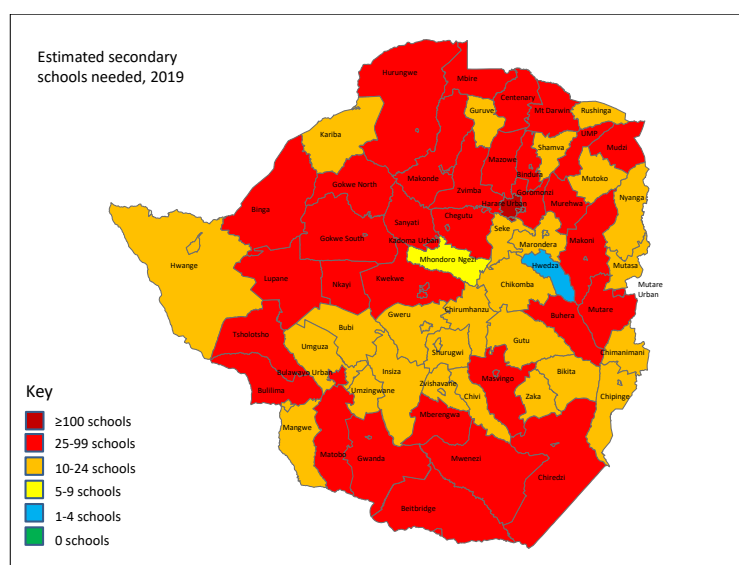 Estimated secondary
schools needed, 2019
Hurungwe
Mbire
Centenary
Mt Darwin
Rushinga
Guruve
Kariba
UMP
Mudzi
Shamva
Mazowe
Bindura
Mutoko
Makonde
Zvimba
Gokwe North
Goromonzi
Murehwa
Nyanga
Harare Urban
Binga
Sanyati
Chegutu
Seke
Gokwe South
Kadoma Urban
Marondera
Makoni
Mhondoro Ngezi
Hwedza
Mutasa
Hwange
Lupane
Nkayi
Kwekwe
Chikomba
Mutare
Urban
Chirumhanzu
Buhera
Mutare
Gweru
Bubi
Tsholotsho
Umguza
Shurugwi
Gutu
Chimanimani
Bulawayo Urban
Insiza
Masvingo
Bikita
Bulilima
Umzingwane
Zvishavane
Chivi
Zaka
Chipinge
Mangwe
Mberengwa
Matobo
Gwanda
Mwenezi
Chiredzi
Beitbridge
Key
≥100 schools
25-99 schools
10-24 schools
5-9 schools
1-4 schools
0 schools